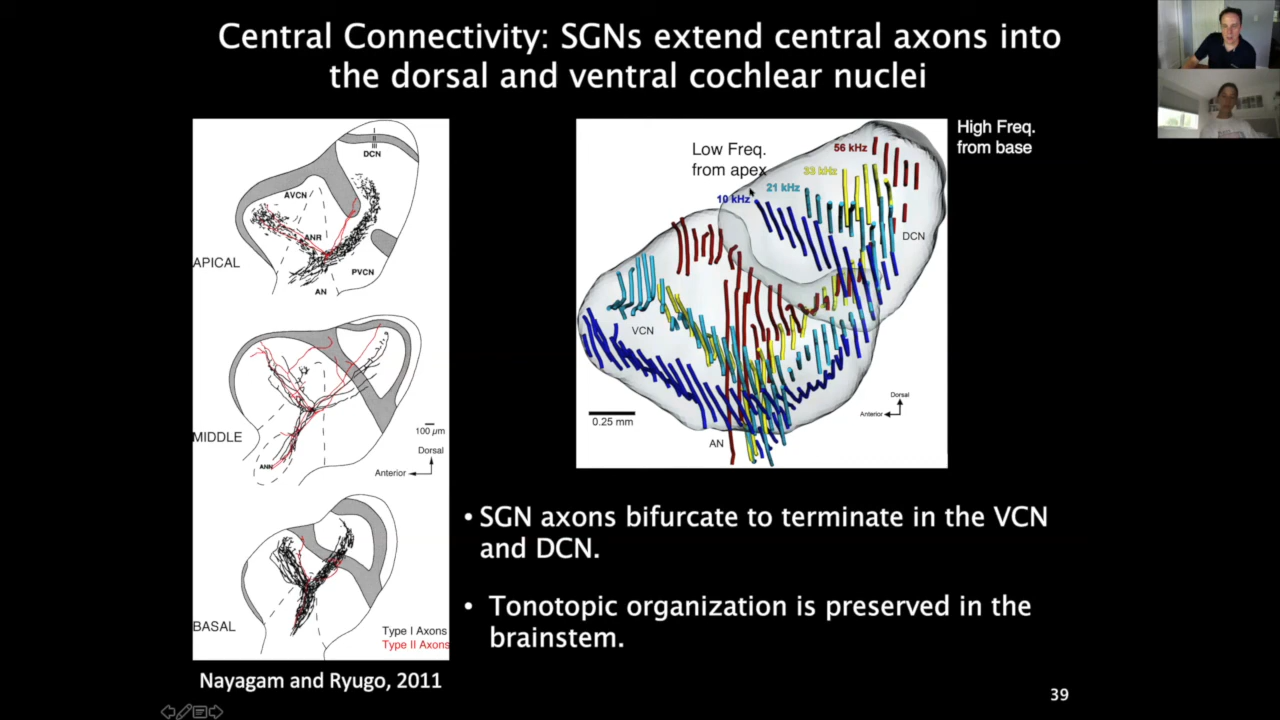 Central Connectivity: SGNs extend central axons into
the dorsal and ventral cochlear nuclei
I
II
III
DCN
AVCN
ANR
PVCN
APICAL
AN
MIDDLE
100 µm
Dorsal
Anterior
ANR
BASAL
Type I Axons
Type II Axons
Nayagam and Ryugo, 2011
Low Freq.
from apex
56 kHz
33 kHz
21 kHz
10 kHz
High Freq.
from base
DCN
VCN
0.25 mm
AN
Dorsal
Anterior
• SGN axons bifurcate to terminate in the VCN
and DCN.
• Tonotopic organization is preserved in the
brainstem.
39